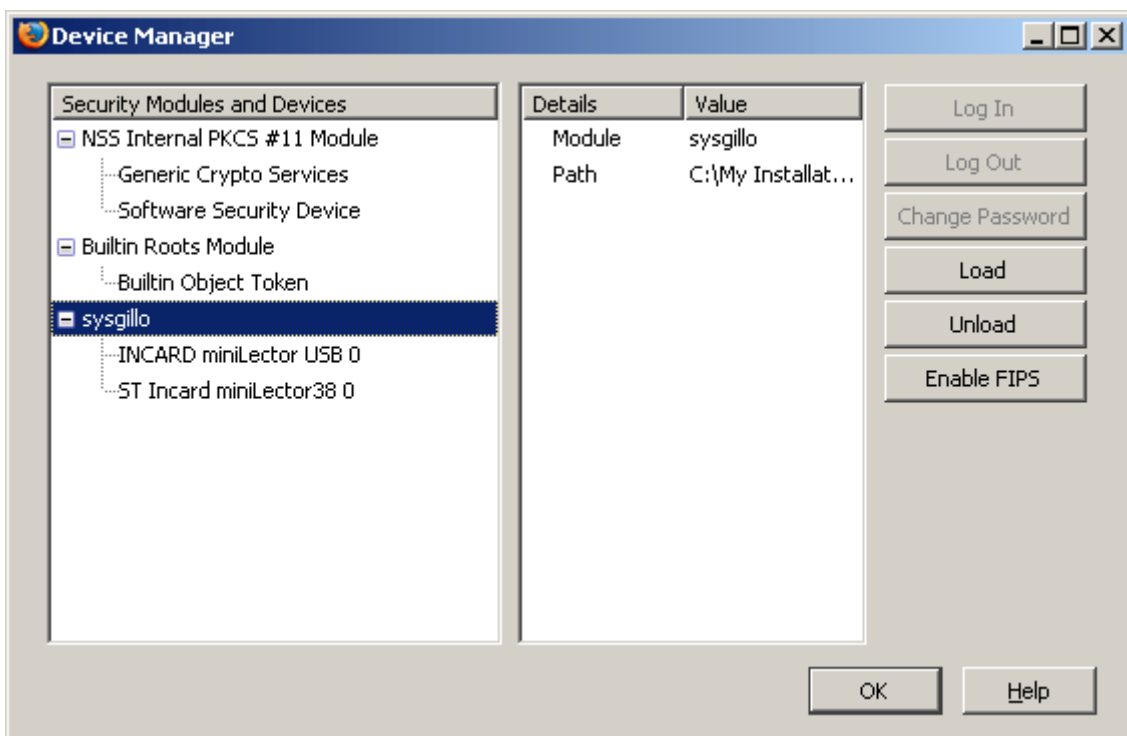 Device Manager
Security Modules and Devices
NSS Internal PKCS #11 Module
Generic Crypto Services
Software Security Device
Builtin Roots Module
Builtin Object Token
sysgillo
INCARD miniLector USB 0
ST Incard miniLector38 0
Details Value
Module sysgillo
Path C:\My Installat...
Log In
Log Out
Change Password
Load
Unload
Enable FIPS
OK Help